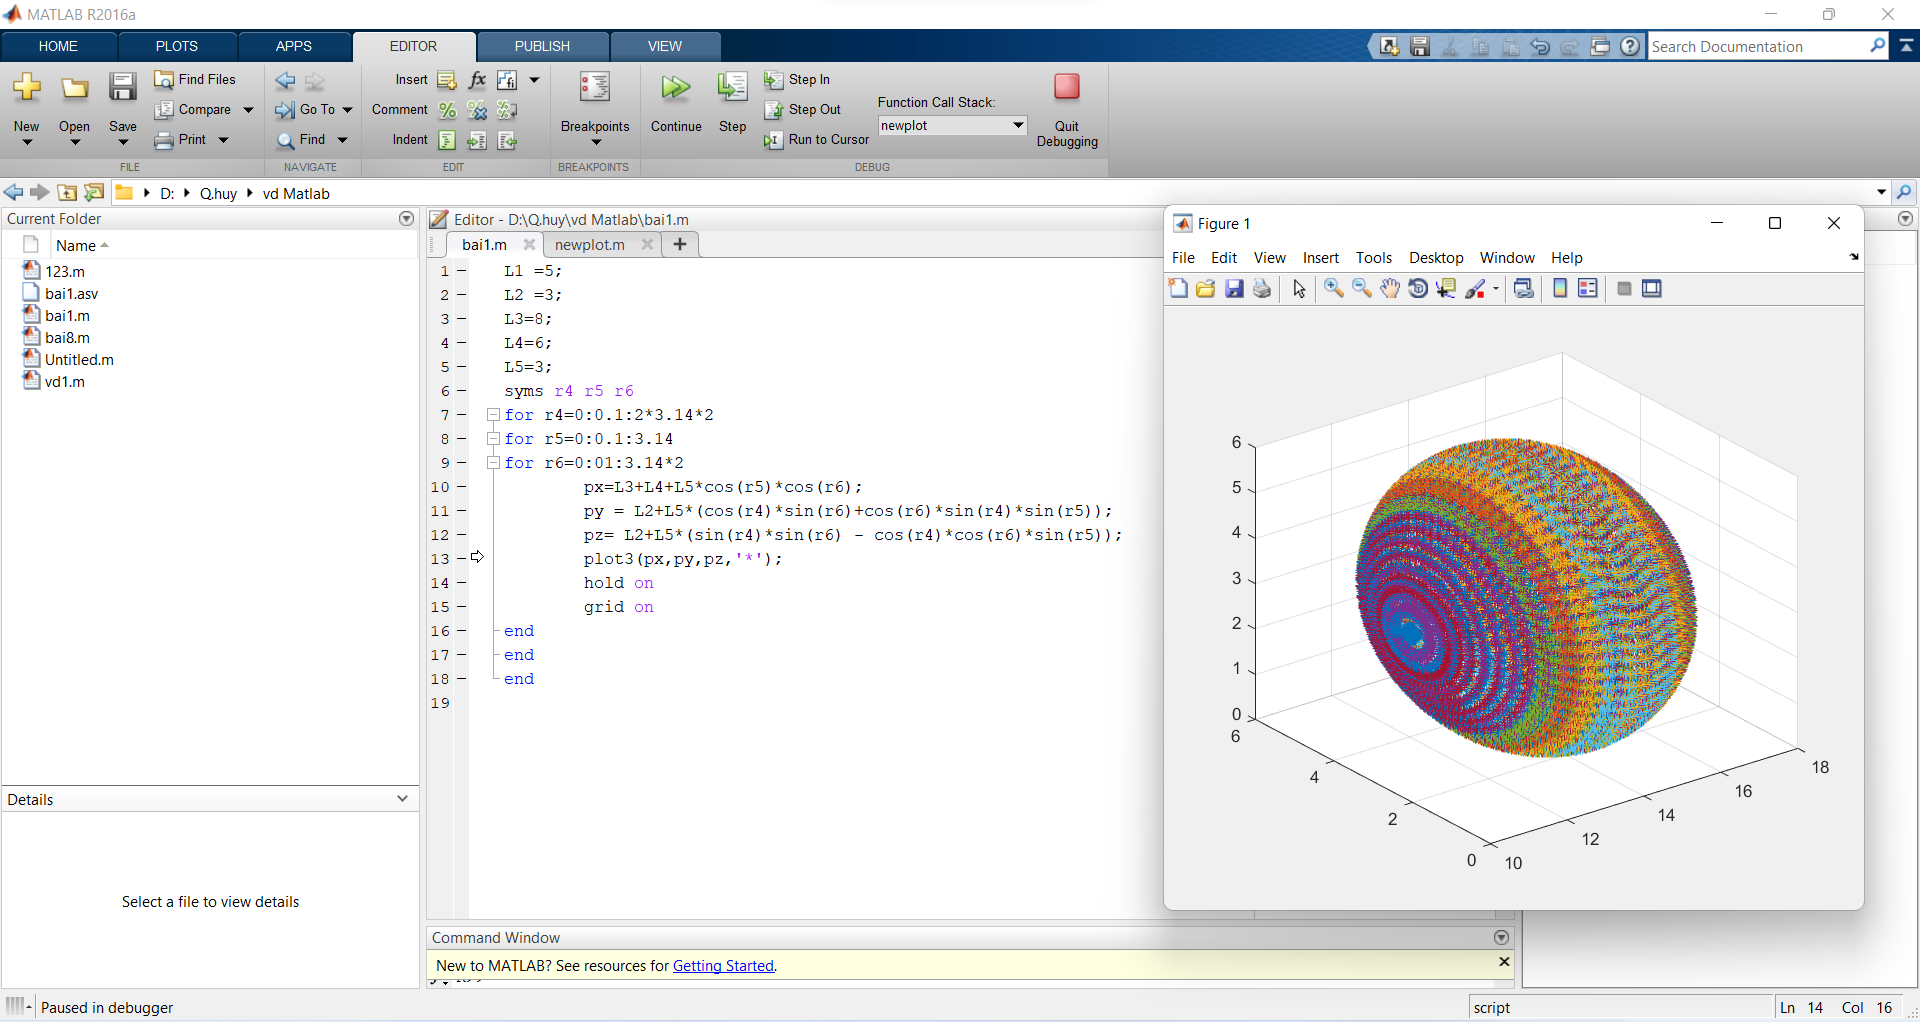 MATLAB R2016a
HOME PLOTS APPS EDITOR PUBLISH VIEW
Search Documentation
New Open Save
Find Files
Compare
Print
FILE
Go To
Find
NAVIGATE
Insert fx
Comment
Indent
EDIT
Breakpoints
BREAKPOINTS
Continue Step
Step In
Step Out
Run to Cursor
Function Call Stack:
newplot
Quit Debugging
DEBUG
D: Q.huy vd Matlab
Current Folder
Name
123.m
bai1.asv
bai1.m
bai8.m
Untitled.m
vd1.m
Details
Select a file to view details
Editor - D:\Q.huy\vd Matlab\bai1.m
bai1.m newplot.m
1 L1 =5;
2 L2 =3;
3 L3=8;
4 L4=6;
5 L5=3;
6 syms r4 r5 r6
7 for r4=0:0.1:2*3.14*2
8 for r5=0:0.1:3.14
9 for r6=0:01:3.14*2
10 px=L3+L4+L5*cos(r5)*cos(r6);
11 py = L2+L5*(cos(r4)*sin(r6)+cos(r6)*sin(r4)*sin(r5));
12 pz= L2+L5*(sin(r4)*sin(r6) - cos(r4)*cos(r6)*sin(r5));
13 plot3(px,py,pz,'*');
14 hold on
15 grid on
16 end
17 end
18 end
19
Figure 1
File Edit View Insert Tools Desktop Window Help
6
5
4
3
2
1
0
6
4
2
0
10
12
14
16
18
Command Window
New to MATLAB? See resources for Getting Started.
Paused in debugger
script
Ln 14 Col 16